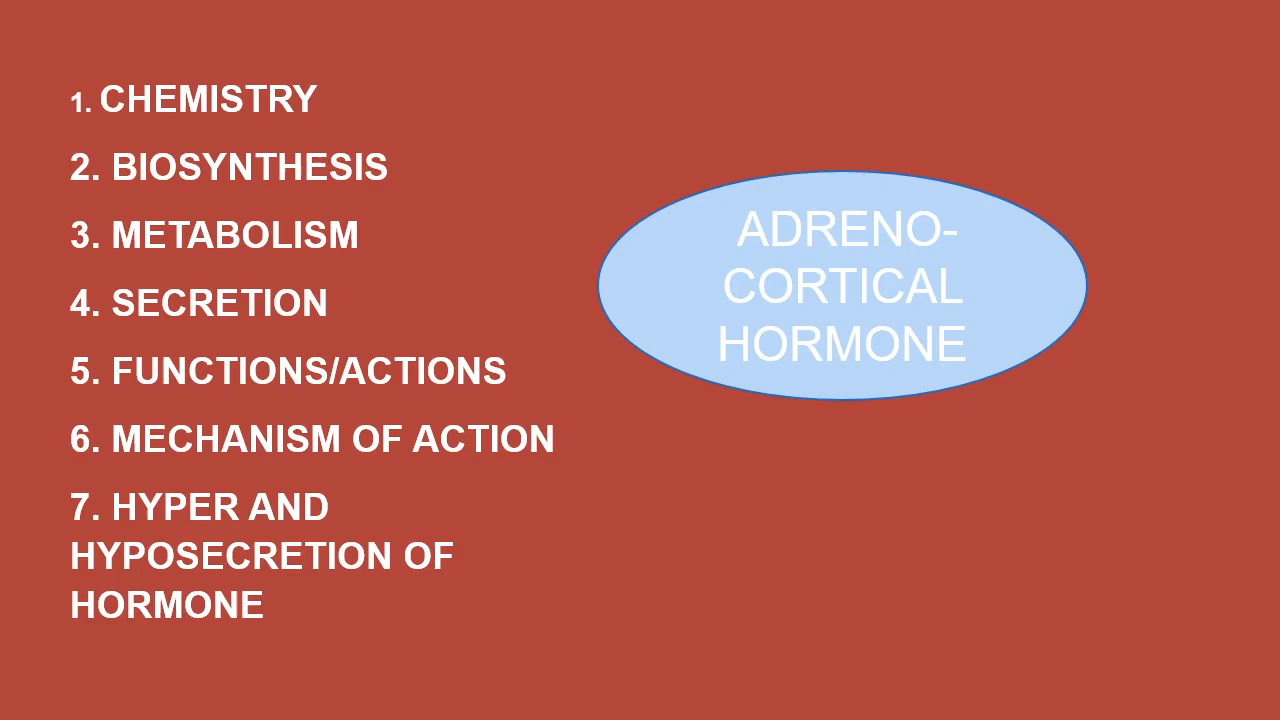 1. CHEMISTRY
2. BIOSYNTHESIS
3. METABOLISM
4. SECRETION
5. FUNCTIONS/ACTIONS
6. MECHANISM OF ACTION
7. HYPER AND
HYPOSECRETION OF
HORMONE
ADRENO-
CORTICAL
HORMONE